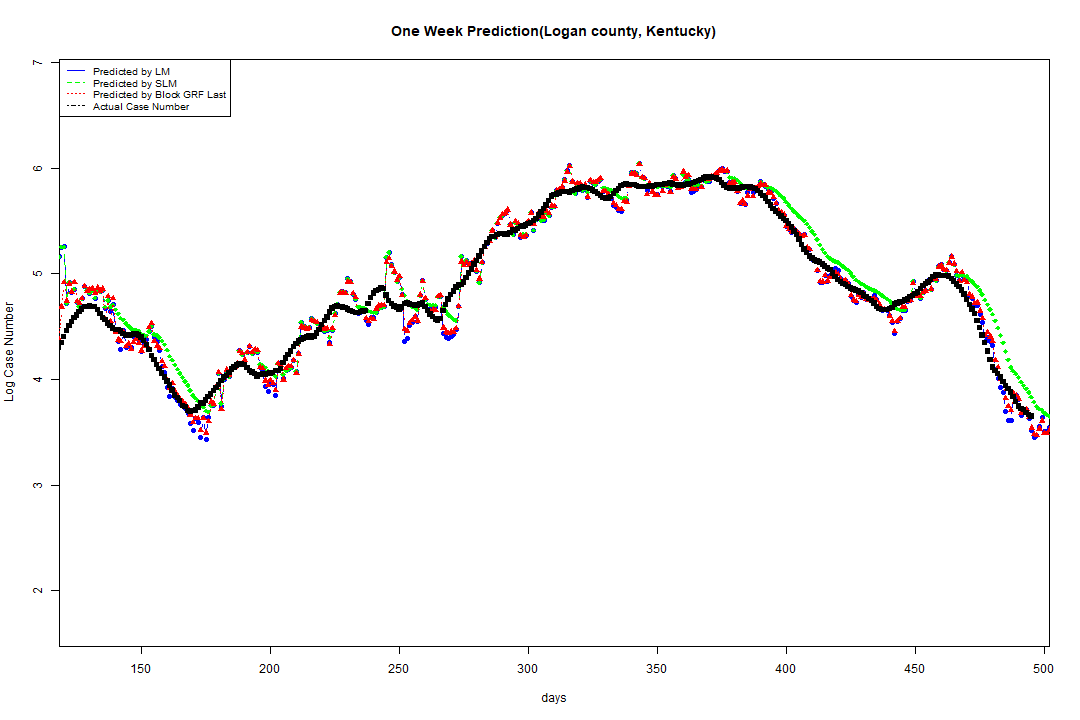 One Week Prediction(Logan county, Kentucky)
Predicted by LM
Predicted by SLM
Predicted by Block GRF Last
Actual Case Number
Log Case Number
7
6
5
4
3
2
150 200 250 300 350 400 450 500
days